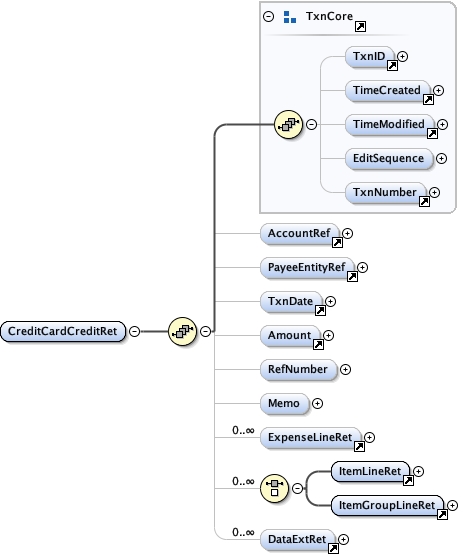 TxnCore
TxnID
TimeCreated
TimeModified
EditSequence
TxnNumber
AccountRef
PayeeEntityRef
TxnDate
CreditCardCreditRet
Amount
RefNumber
Memo
0..∞
ExpenseLineRet
0..∞
ItemLineRet
ItemGroupLineRet
0..∞
DataExtRet